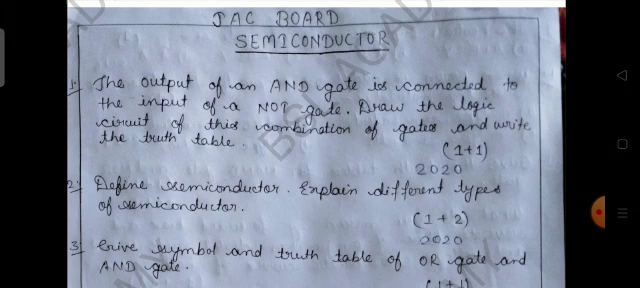 JAC BOARD
SEMICONDUCTOR
1. The output of an AND gate is connected to
the input of a NOT gate. Draw the logic
circuit of this combination of gates and write
the truth table.
(1+1)
2020
2. Define semiconductor. Explain different types
of semiconductor.
(1+2)
2020
3. Give symbol and truth table of OR gate and
AND gate.
(1+1)